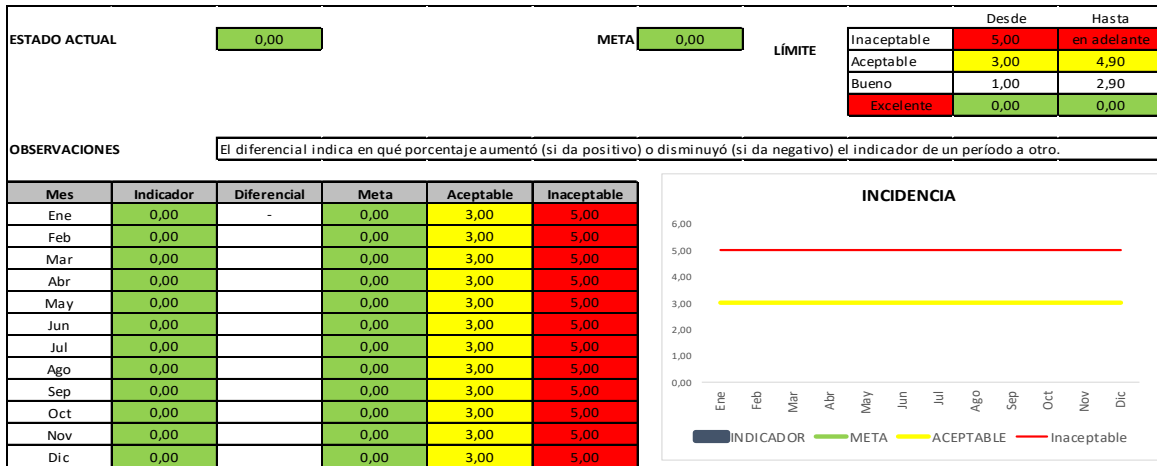 Desde Hasta
ESTADO ACTUAL 0,00 META 0,00 LÍMITE Inaceptable 5,00 en adelante
Aceptable 3,00 4,90
Bueno 1,00 2,90
Excelente 0,00 0,00
OBSERVACIONES El diferencial indica en qué porcentaje aumentó (si da positivo) o disminuyó (si da negativo) el indicador de un período a otro.
Mes Indicador Diferencial Meta Aceptable Inaceptable
Ene 0,00 - 0,00 3,00 5,00
Feb 0,00 0,00 3,00 5,00
Mar 0,00 0,00 3,00 5,00
Abr 0,00 0,00 3,00 5,00
May 0,00 0,00 3,00 5,00
Jun 0,00 0,00 3,00 5,00
Jul 0,00 0,00 3,00 5,00
Ago 0,00 0,00 3,00 5,00
Sep 0,00 0,00 3,00 5,00
Oct 0,00 0,00 3,00 5,00
Nov 0,00 0,00 3,00 5,00
Dic 0,00 0,00 3,00 5,00
INCIDENCIA
6,00
5,00
4,00
3,00
2,00
1,00
0,00
Ene Feb Mar Abr May Jun Jul Ago Sep Oct Nov Dic
INDICADOR META ACEPTABLE Inaceptable